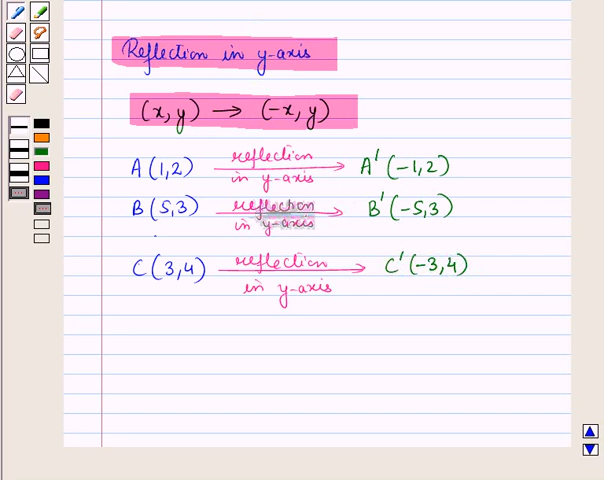 Reflection in y-axis
(x,y) → (-x, y)
A (1,2) reflection in y-axis → A' (-1,2)
B (5,3) reflection in y-axis → B' (-5,3)
C (3,4) reflection in y-axis → C' (-3,4)